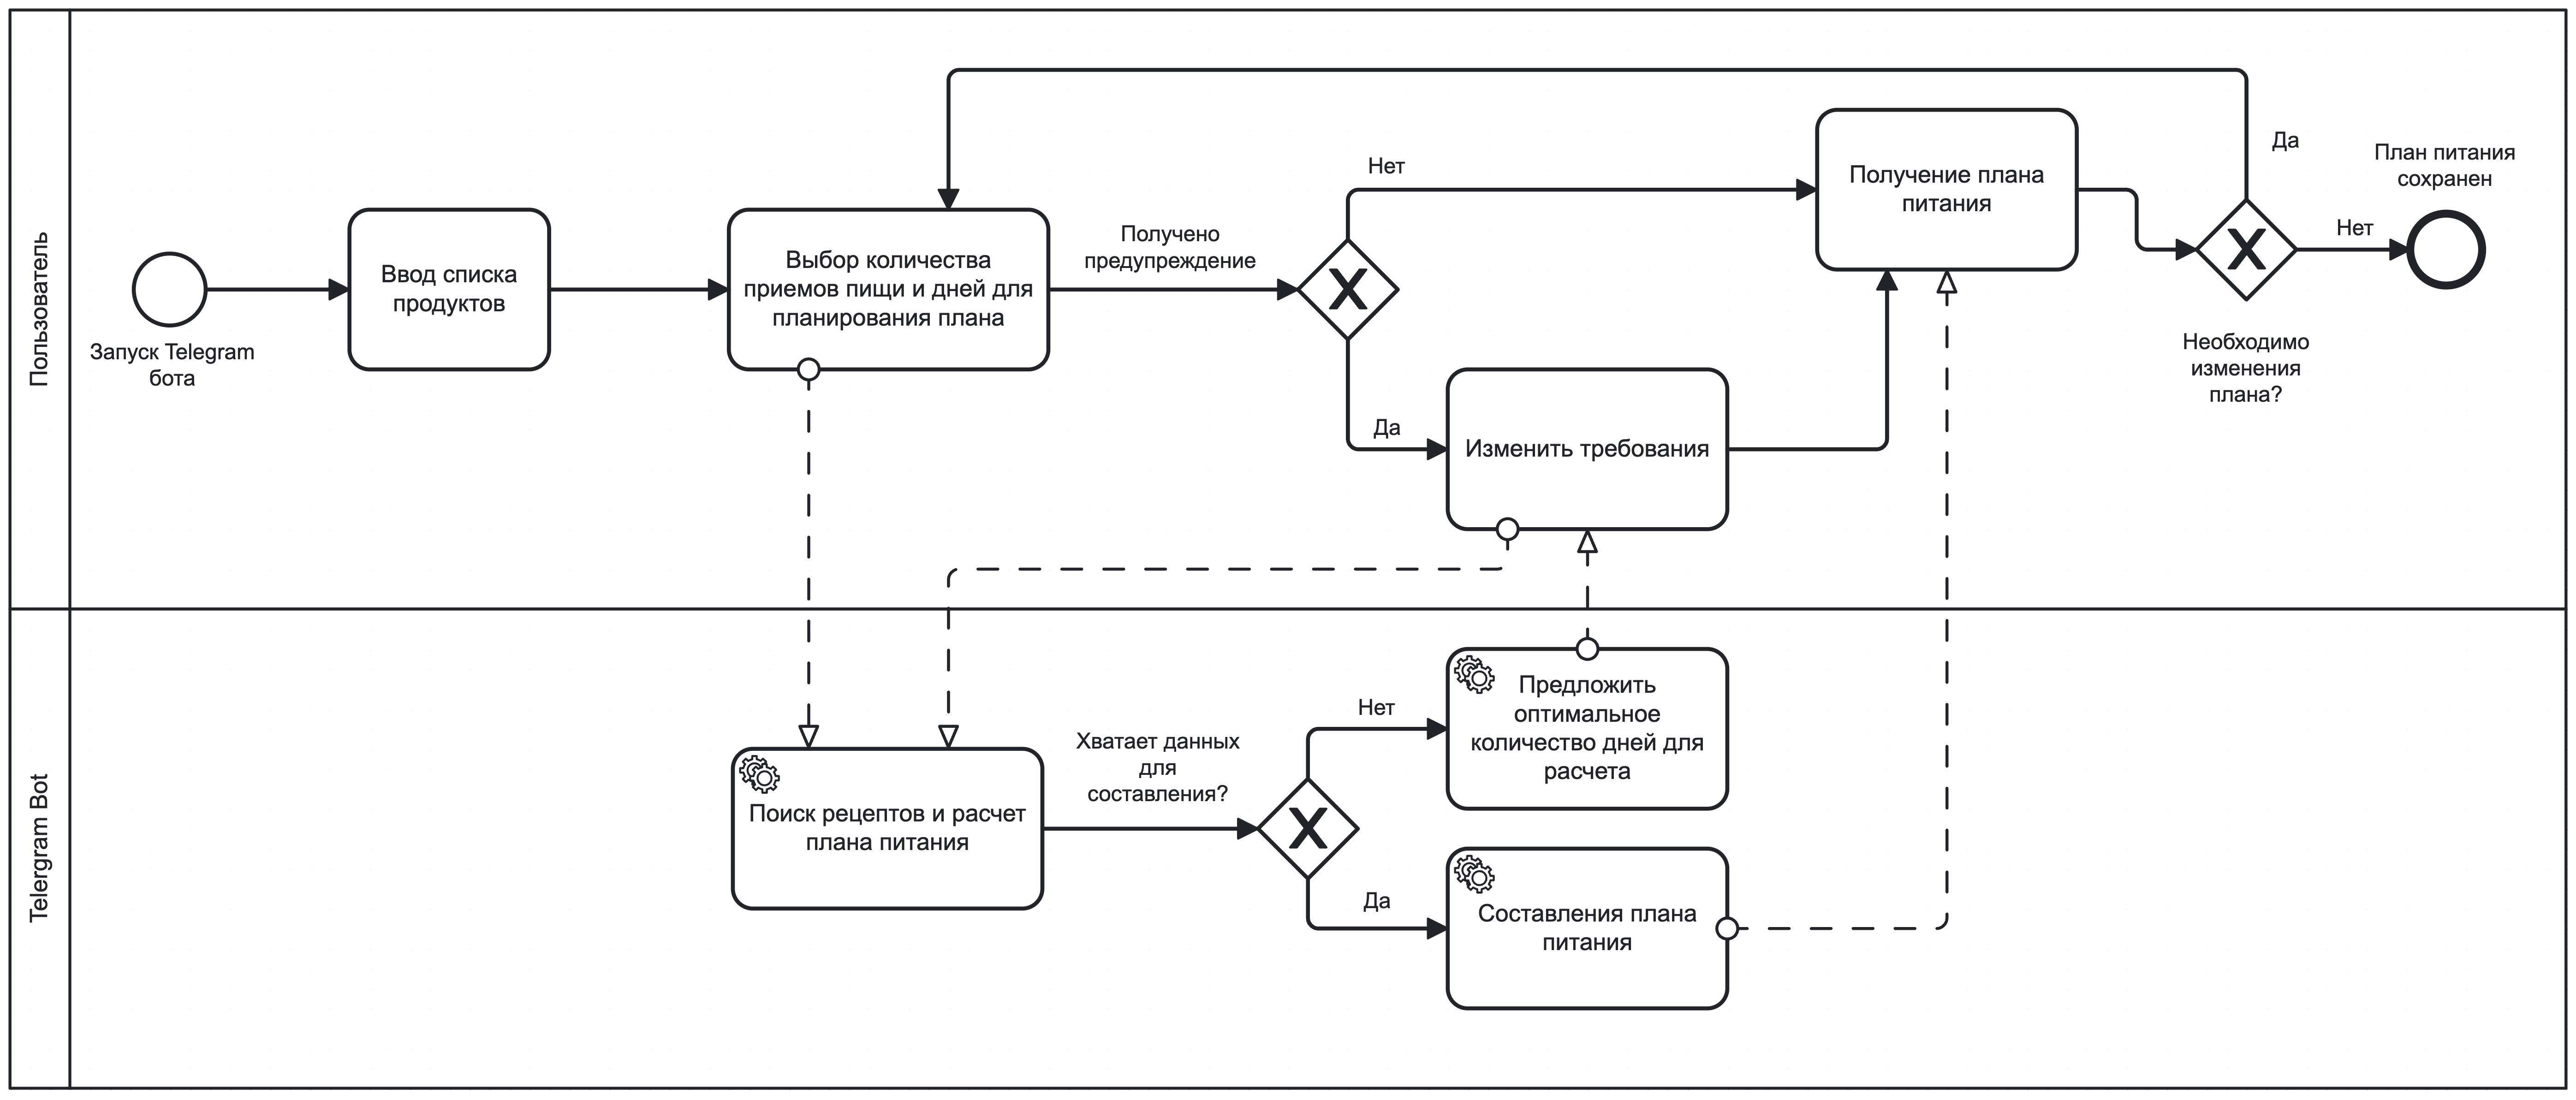 Пользователь
Запуск Telegram
бота
Ввод списка
продуктов
Выбор количества
приемов пищи и дней для
планирования плана
Получено
предупреждение
Нет
Да
Изменить требования
Получение плана
питания
Да
Нет
Необходимо
изменения
плана?
План питания
сохранен
Telergram Bot
Поиск рецептов и расчет
плана питания
Хватает данных
для
составления?
Нет
Да
Предложить
оптимальное
количество дней для
расчета
Составления плана
питания